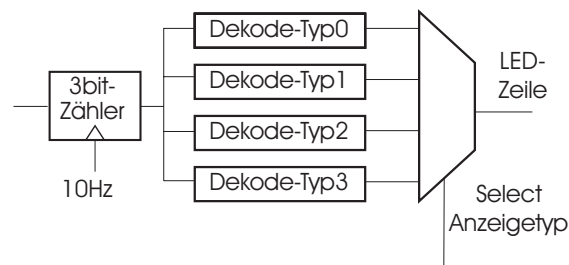 Dekode-Typ0
3bit-
Zähler
Dekode-Typ1
LED-
Zeile
Dekode-Typ2
10Hz
Dekode-Typ3
Select
Anzeigetyp